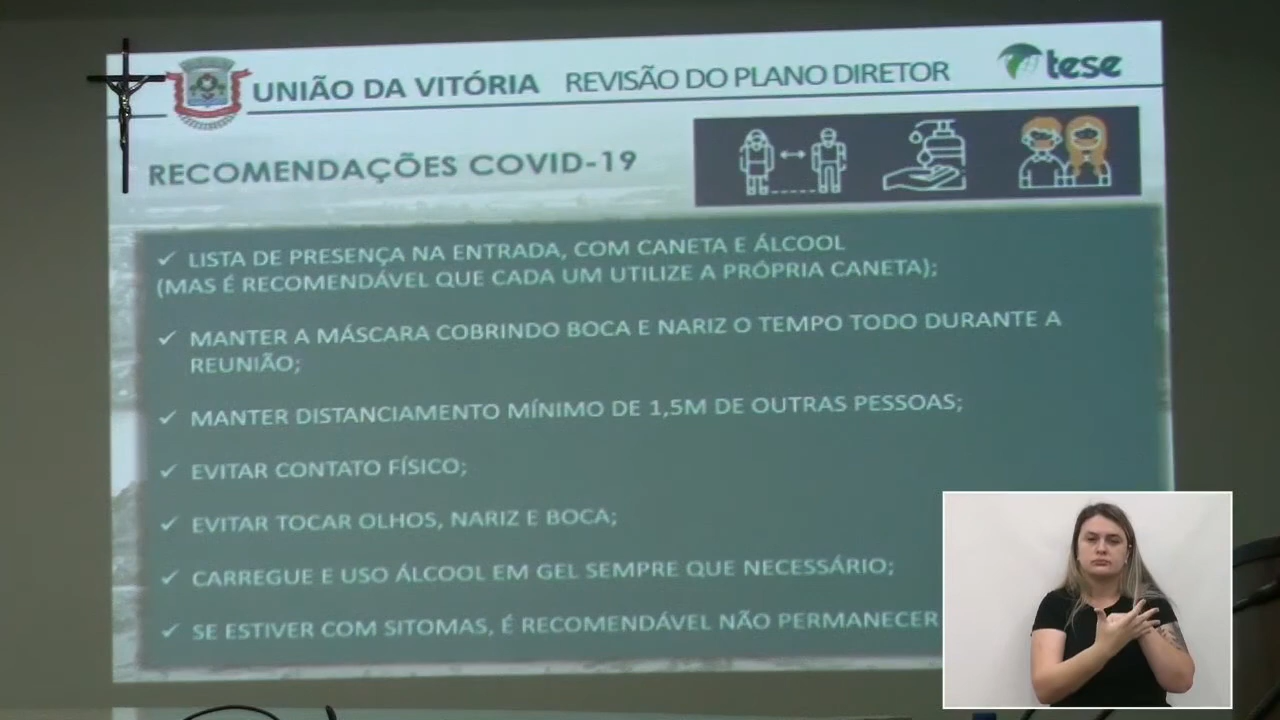 UNIÃO DA VITÓRIA REVISÃO DO PLANO DIRETOR tese
RECOMENDAÇÕES COVID-19
✓ LISTA DE PRESENÇA NA ENTRADA, COM CANETA E ÁLCOOL
(MAS É RECOMENDÁVEL QUE CADA UM UTILIZE A PRÓPRIA CANETA);
✓ MANTER A MÁSCARA COBRINDO BOCA E NARIZ O TEMPO TODO DURANTE A
REUNIÃO;
✓ MANTER DISTANCIAMENTO MÍNIMO DE 1,5M DE OUTRAS PESSOAS;
✓ EVITAR CONTATO FÍSICO;
✓ EVITAR TOCAR OLHOS, NARIZ E BOCA;
✓ CARREGUE E USO ÁLCOOL EM GEL SEMPRE QUE NECESSÁRIO;
✓ SE ESTIVER COM SITOMAS, É RECOMENDÁVEL NÃO PERMANECER